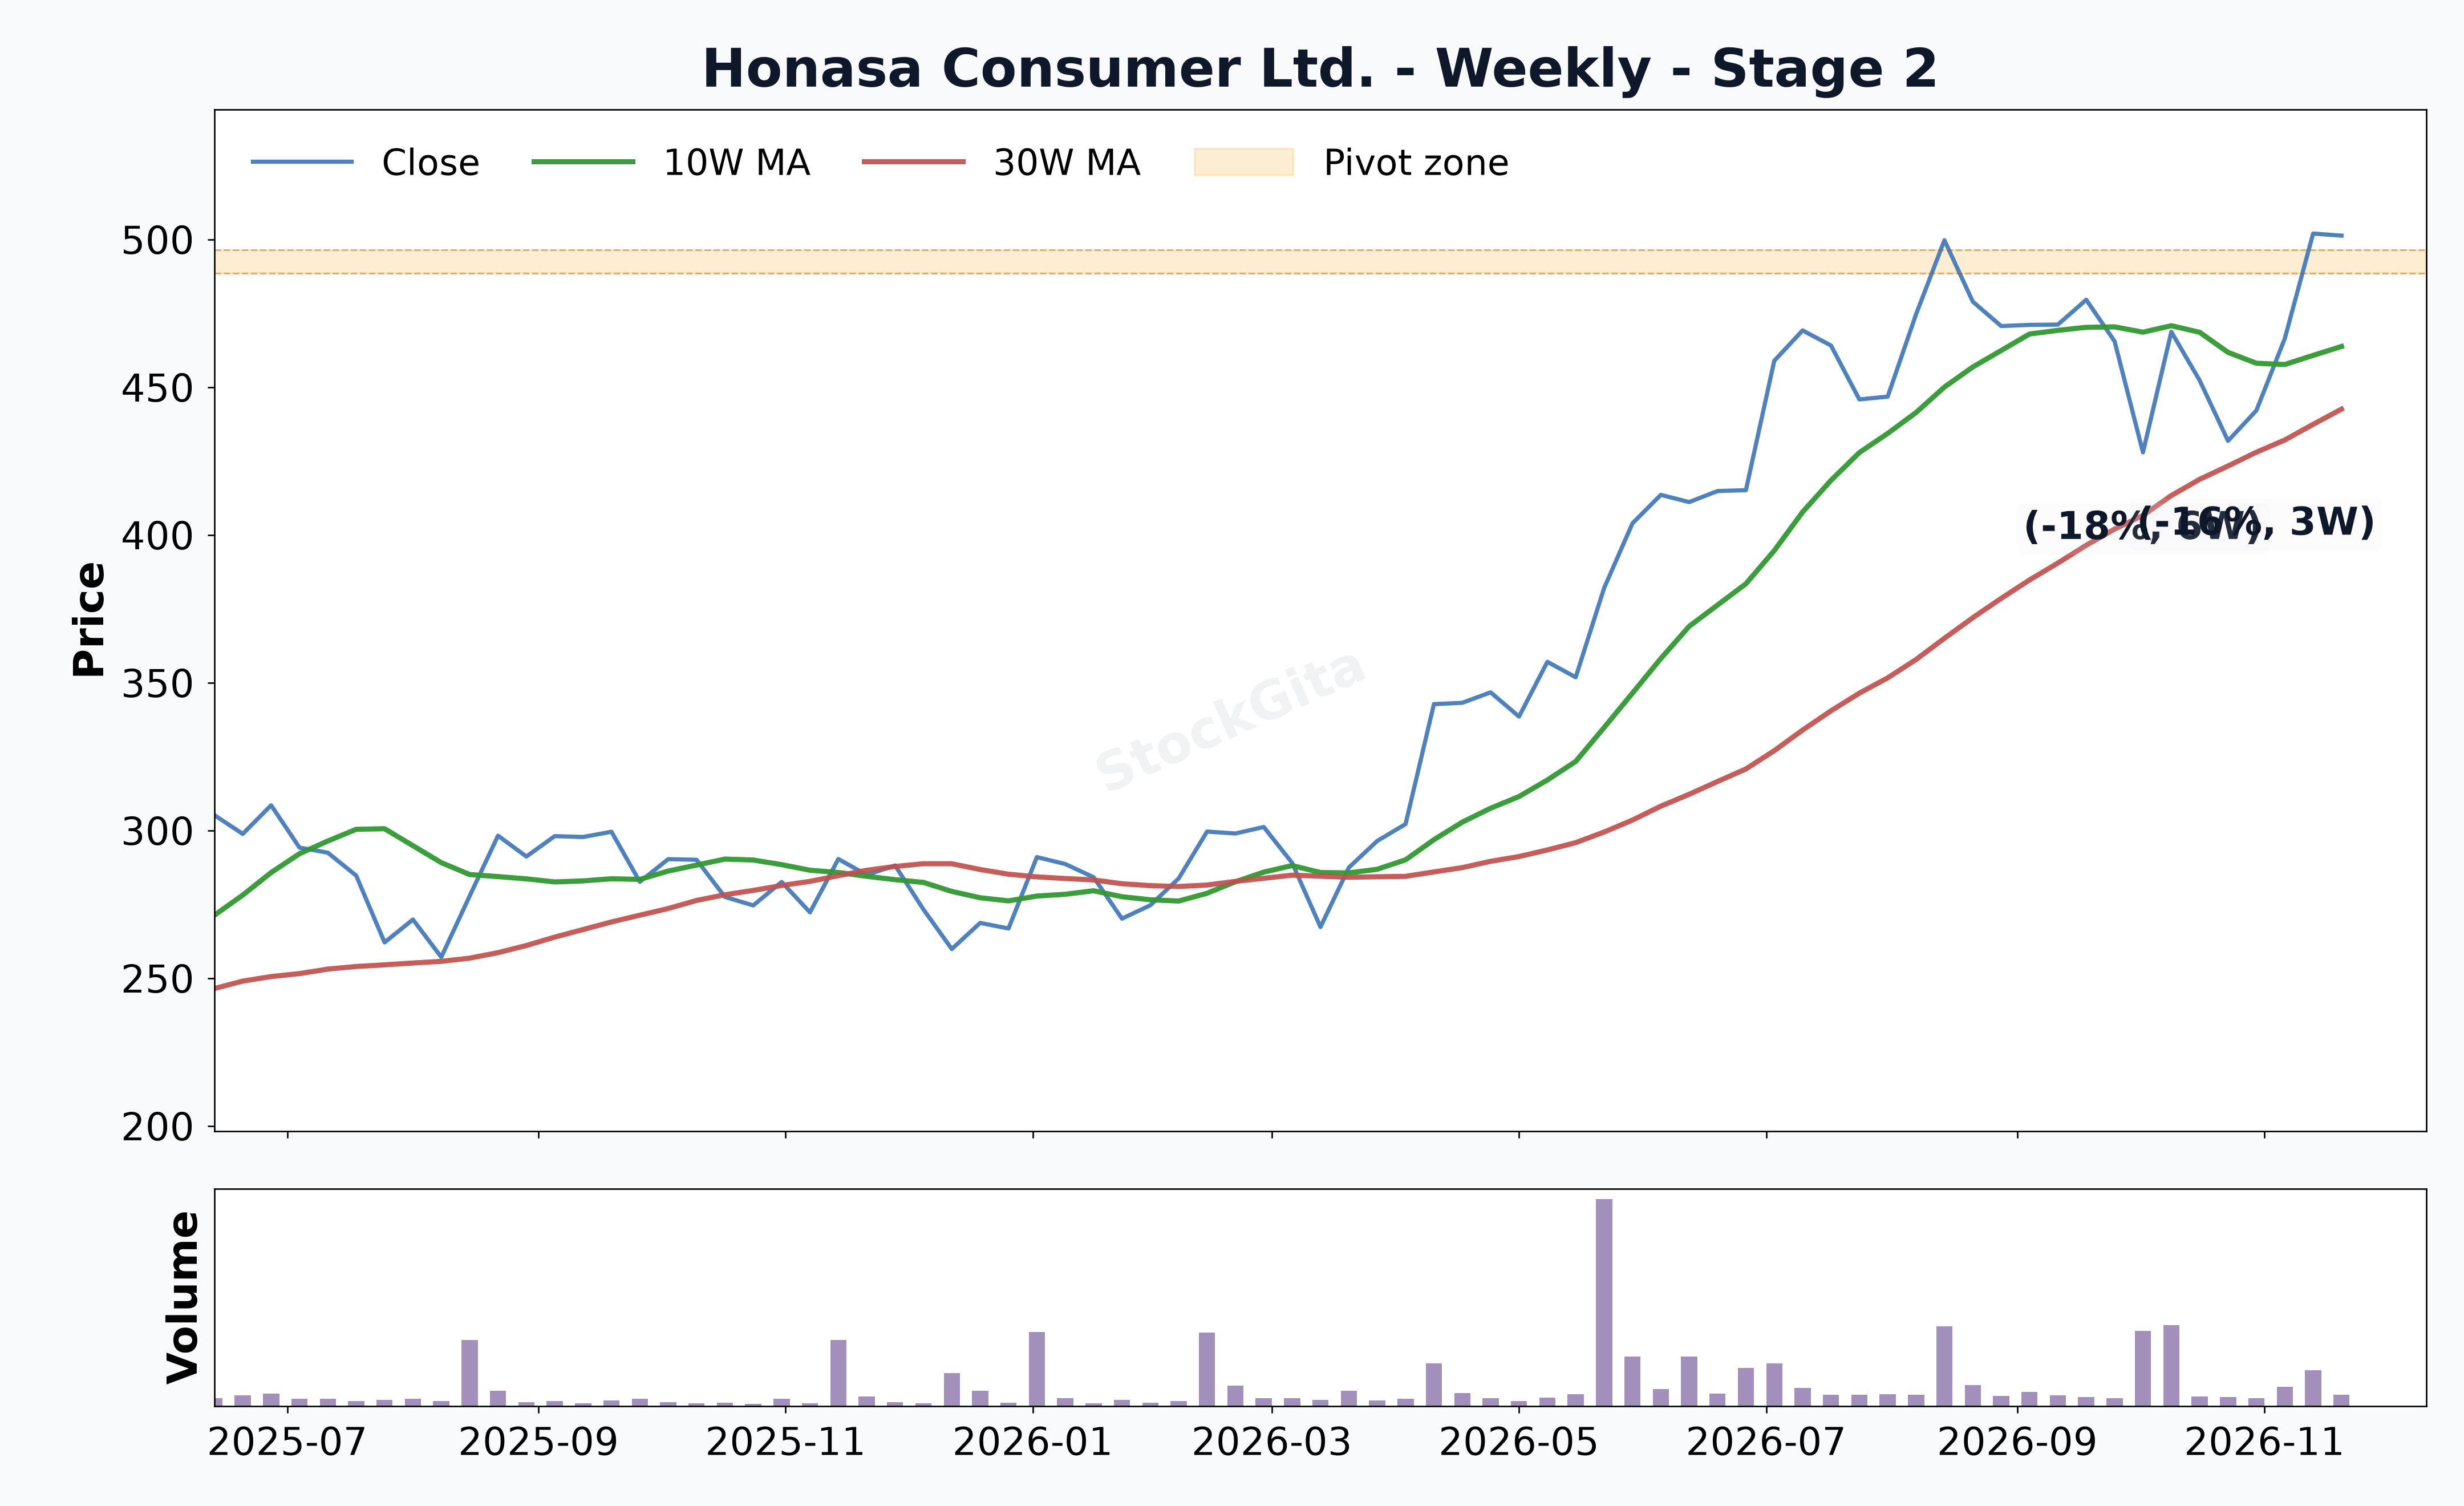 Honasa Consumer Ltd. - Weekly - Stage 2
Close
10W MA
30W MA
Pivot zone
500
450
400
350
300
250
200
Price
(-18%, 6W)
(-16%, 3W)
StockGita
Volume
2025-07
2025-09
2025-11
2026-01
2026-03
2026-05
2026-07
2026-09
2026-11